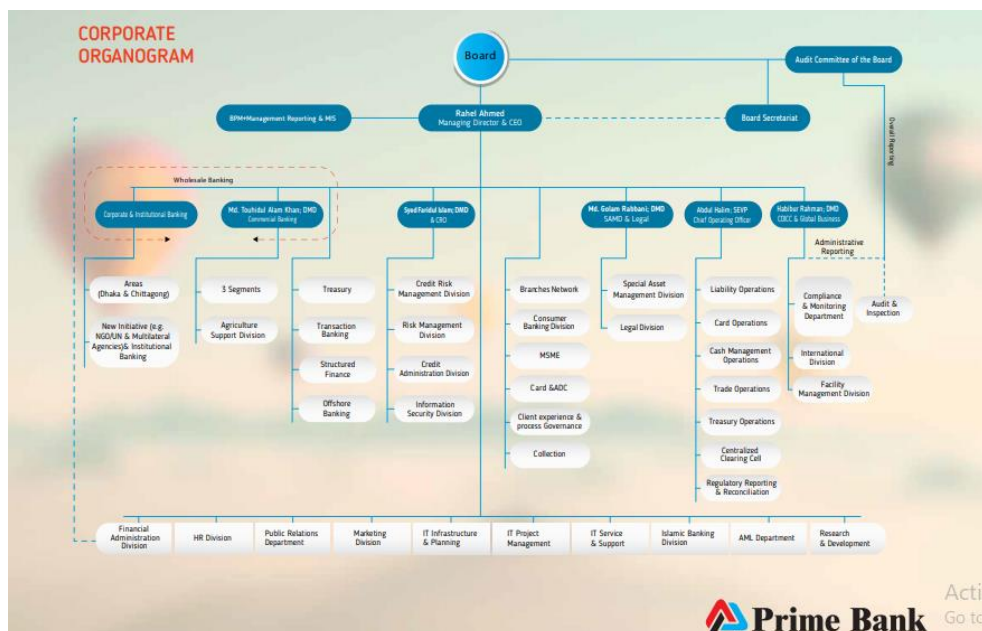 CORPORATE
ORGANOGRAM
Board
Audit Committee of the Board
BPM+Management Reporting & MIS
Rahel Ahmed
Managing Director & CEO
Board Secretariat
Overall Reporting
Wholesale Banking
Corporate & Institutional Banking
Md. Touhidul Alam Khan; DMD
Commercial Banking
Syed Faridul Islam; DMD
& CRO
Md. Golam Rabbani; DMD
SAMD & Legal
Abdul Halim; SEVP
Chief Operating Officer
Habibur Rahman; DMD
CDCC & Global Business
Administrative
Reporting
Areas
(Dhaka & Chittagong)
New Initiative (e.g.
NGO/UN & Multilateral
Agencies)& Institutional
Banking
3 Segments
Agriculture
Support Division
Treasury
Transaction
Banking
Structured
Finance
Offshore
Banking
Credit Risk
Management Division
Risk Management
Division
Credit
Administration Division
Information
Security Division
Branches Network
Consumer
Banking Division
MSME
Card &ADC
Client experience &
process Governance
Collection
Special Asset
Management Division
Legal Division
Liability Operations
Card Operations
Cash Management
Operations
Trade Operations
Treasury Operations
Centralized
Clearing Cell
Regulatory Reporting
& Reconciliation
Compliance
& Monitoring
Department
International
Division
Facility
Management Division
Audit &
Inspection
Financial
Administration
Division
HR Division
Public Relations
Department
Marketing
Division
IT Infrastructure
& Planning
IT Project
Management
IT Service
& Support
Islamic Banking
Division
AML Department
Research
& Development
Prime Bank
Acti
Go to